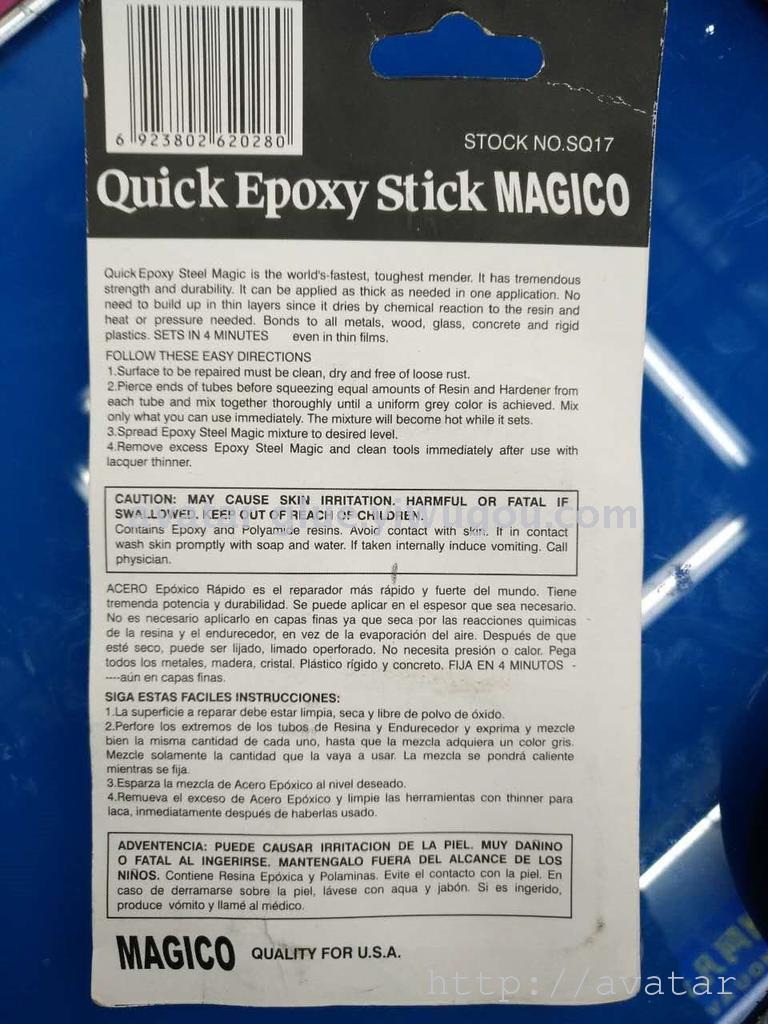 6 923802 620280
STOCK NO.SQ17
Quick Epoxy Stick MAGICO
Quick Epoxy Steel Magic is the world's-fastest, toughest mender. It has tremendous
strength and durability. It can be applied as thick as needed in one application. No
need to build up in thin layers since it dries by chemical reaction to the resin and
heat or pressure needed. Bonds to all metals, wood, glass, concrete and rigid
plastics. SETS IN 4 MINUTES even in thin films.
FOLLOW THESE EASY DIRECTIONS
1.Surface to be repaired must be clean, dry and free of loose rust.
2.Pierce ends of tubes before squeezing equal amounts of Resin and Hardener from
each tube and mix together thoroughly until a uniform grey color is achieved. Mix
only what you can use immediately. The mixture will become hot while it sets.
3.Spread Epoxy Steel Magic mixture to desired level.
4.Remove excess Epoxy Steel Magic and clean tools immediately after use with
lacquer thinner.
CAUTION: MAY CAUSE SKIN IRRITATION. HARMFUL OR FATAL IF
SWALLOWED. KEEP OUT OF REACH OF CHILDREN.
Contains Epoxy and Polyamide resins. Avoid contact with skin. If in contact
wash skin promptly with soap and water. If taken internally induce vomiting. Call
physician.
ACERO Epóxico Rápido es el reparador más rápido y fuerte del mundo. Tiene
tremenda potencia y durabilidad. Se puede aplicar en el espesor que sea necesario.
No es necesario aplicarlo en capas finas ya que seca por las reacciones quimicas
de la resina y el endurecedor, en vez de la evaporación del aire. Después de que
esté seco, puede ser lijado, limado operforado. No necesita presión o calor. Pega
todos los metales, madera, cristal. Plástico rígido y concreto. FIJA EN 4 MINUTOS -
----aún en capas finas.
SIGA ESTAS FACILES INSTRUCCIONES:
1.La superficie a reparar debe estar limpia, seca y libre de polvo de óxido.
2.Perfore los extremos de los tubos de Resina y Endurecedor y exprima y mezcle
bien la misma cantidad de cada uno, hasta que la mezcla adquiera un color gris.
Mezcle solamente la cantidad que la vaya a usar. La mezcla se pondrá caliente
mientras se fija.
3.Esparza la mezcla de Acero Epóxico al nivel deseado.
4.Remueva el exceso de Acero Epóxico y limpie las herramientas con thinner para
laca, inmediatamente después de haberlas usado.
ADVENTENCIA: PUEDE CAUSAR IRRITACION DE LA PIEL. MUY DAÑINO
O FATAL AL INGERIRSE. MANTENGALO FUERA DEL ALCANCE DE LOS
NIÑOS. Contiene Resina Epóxica y Polaminas. Evite el contacto con la piel. En
caso de derramarse sobre la piel, lávese con aqua y jabón. Si es ingerido,
produce vómito y llamé al médico.
MAGICO QUALITY FOR U.S.A.
http://avatar